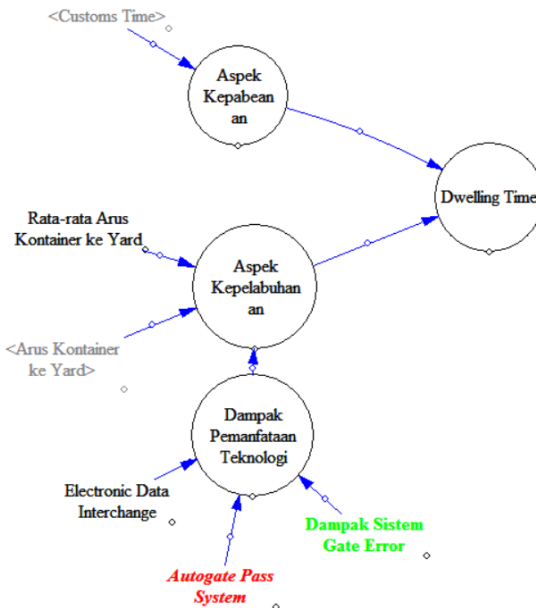 <Customs Time>
Aspek
Kepabean
an
Dwelling Time
Rata-rata Arus
Kontainer ke Yard
Aspek
Kepelabuhan
an
<Arus Kontainer
ke Yard>
Dampak
Pemanfataan
Teknologi
Electronic Data
Interchange
Dampak Sistem
Gate Error
Autogate Pass
System